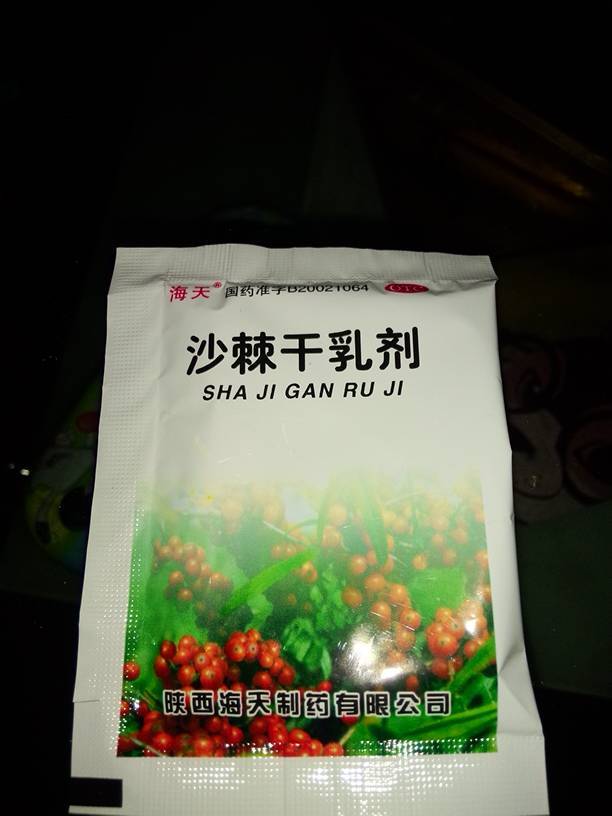 海天® 国药准字B20021064 OTC
沙棘干乳剂
SHA JI GAN RU JI
陕西海天制药有限公司